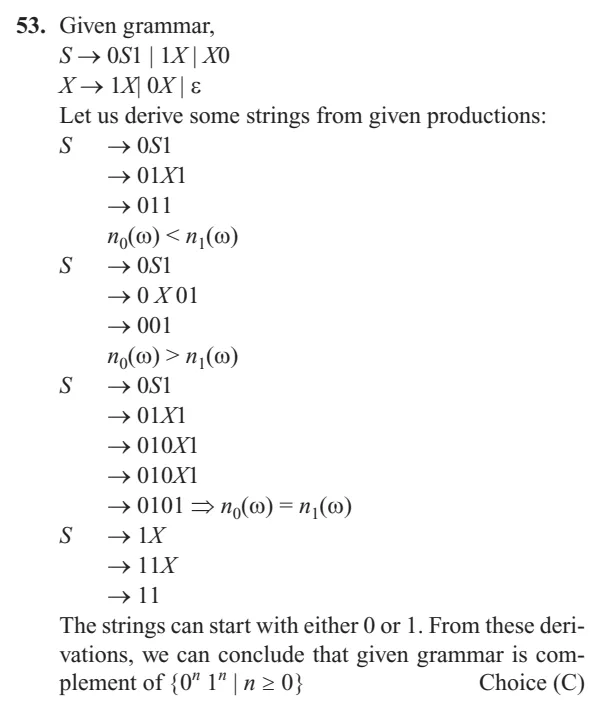 53. Given grammar,
S → 0S1 | 1X | X0
X → 1X| 0X | ε
Let us derive some strings from given productions:
S → 0S1
→ 01X1
→ 011
n₀(ω) < n₁(ω)
S → 0S1
→ 0 X 01
→ 001
n₀(ω) > n₁(ω)
S → 0S1
→ 01X1
→ 010X1
→ 010X1
→ 0101 ⇒ n₀(ω) = n₁(ω)
S → 1X
→ 11X
→ 11
The strings can start with either 0 or 1. From these deri-
vations, we can conclude that given grammar is com-
plement of {0ⁿ 1ⁿ | n ≥ 0} Choice (C)